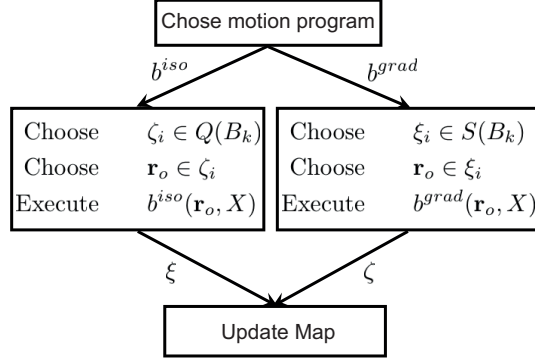 Chose motion program
b^{iso} b^{grad}
Choose ζ_i ∈ Q(B_k)
Choose r_o ∈ ζ_i
Execute b^{iso}(r_o, X)
Choose ξ_i ∈ S(B_k)
Choose r_o ∈ ξ_i
Execute b^{grad}(r_o, X)
ξ ζ
Update Map